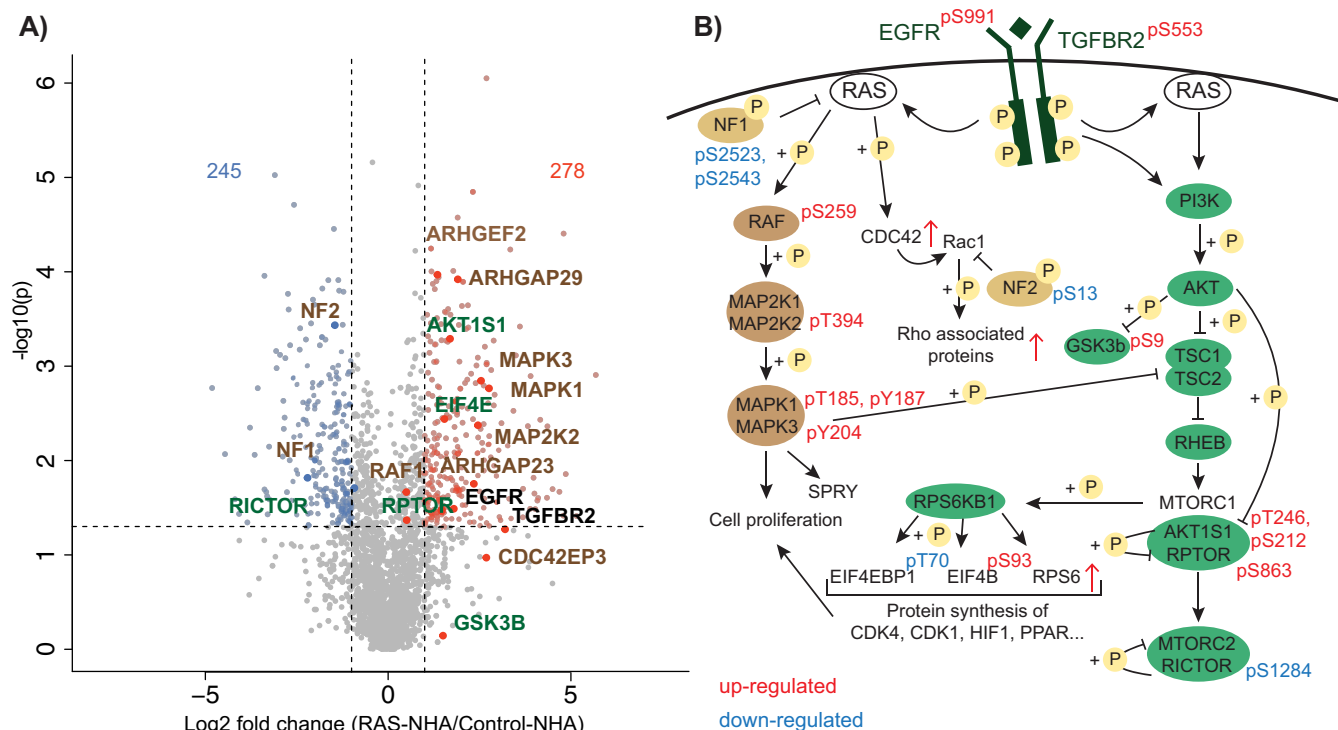 A)
-log10(p)
6
5
4
3
2
1
0
−5
0
5
Log2 fold change (RAS-NHA/Control-NHA)
245
278
ARHGEF2
ARHGAP29
NF2
AKT1S1
MAPK3
MAPK1
EIF4E
MAP2K2
NF1
RAF1
ARHGAP23
RICTOR
RPTOR
EGFR
TGFBR2
CDC42EP3
GSK3B
B)
EGFR pS991
TGFBR2 pS553
RAS
RAS
P
NF1
pS2523,
pS2543
+ P
+ P
P
P
P
P
PI3K
RAF pS259
CDC42
Rac1
+ P
+ P
+ P
NF2
P
pS13
AKT
MAP2K1
MAP2K2
pT394
Rho associated
proteins
+ P
GSK3b
pS9
+ P
TSC1
TSC2
+ P
+ P
+ P
MAPK1
MAPK3
pT185, pY187
pY204
RHEB
SPRY
RPS6KB1
+ P
MTORC1
Cell proliferation
AKT1S1
RPTOR
pT246,
pS212
pS863
+ P
+ P
pT70
pS93
EIF4EBP1
EIF4B
RPS6
Protein synthesis of
CDK4, CDK1, HIF1, PPAR...
MTORC2
RICTOR
pS1284
+ P
up-regulated
down-regulated